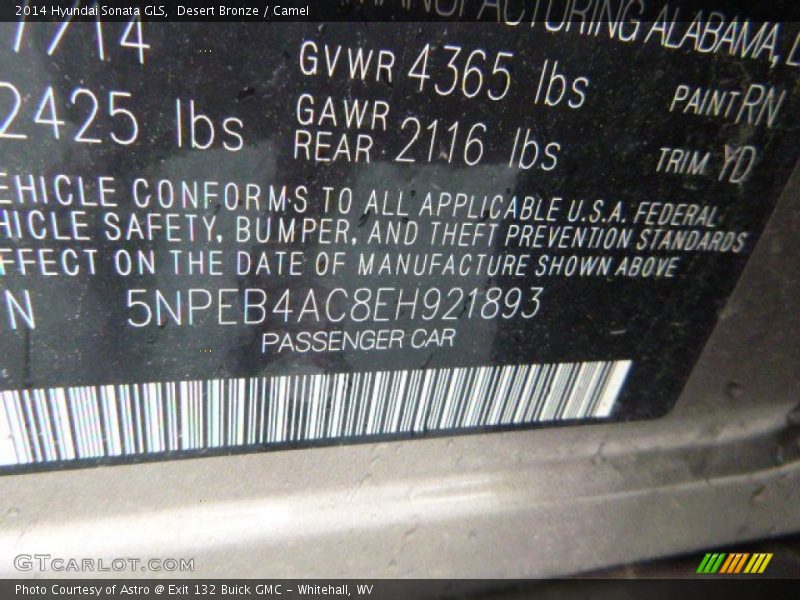 2014 Hyundai Sonata GLS, Desert Bronze / Camel
MANUFACTURING ALABAMA,
7/14
GVWR 4365 lbs
PAINT RN
2425 lbs
GAWR
REAR 2116 lbs
TRIM YD
EHICLE CONFORMS TO ALL APPLICABLE U.S.A. FEDERAL
HICLE SAFETY, BUMPER, AND THEFT PREVENTION STANDARDS
FFECT ON THE DATE OF MANUFACTURE SHOWN ABOVE
N 5NPEB4AC8EH921893
PASSENGER CAR
GTCARLOT.COM
Photo Courtesy of Astro @ Exit 132 Buick GMC - Whitehall, WV